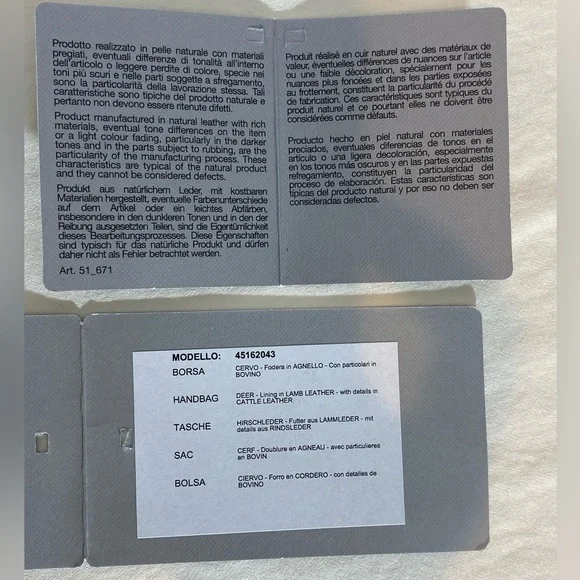 Prodotto realizzato in pelle naturale con materiali
pregiati, eventuali differenze di tonalità all'interno
dell'articolo o leggere perdite di colore, specie nei
toni più scuri e nelle parti soggette a sfregamento,
sono la particolarità della lavorazione stessa. Tali
caratteristiche sono tipiche del prodotto naturale e
pertanto non devono essere ritenute difetti.
Product manufactured in natural leather with rich
materials, eventual tone differences on the item
or a light colour fading, particularly in the darker
tones and in the parts subject to rubbing, are the
particularity of the manufacturing process. These
characteristics are typical of the natural product
and they cannot be considered defects.
Produkt aus natürlichem Leder, mit kostbaren
Materialien hergestellt, eventuelle Farbenunterschiede
auf dem Artikel oder ein leichtes Abfärben,
insbesondere in den dunkleren Tonen und in den der
Reibung ausgesetzten Teilen, sind die Eigentümlichkeit
dieses Bearbeitungsprozesses. Diese Eigenschaften
sind typisch für das natürliche Produkt und dürfen
daher nicht als Fehler betrachtet werden.
Art. 51_671
Produit réalisé en cuir naturel avec des matériaux de
valeur, éventuelles différences de nuances sur l'article
ou une faible décoloration, spécialement pour les
nuances plus foncées et dans les parties exposées
au frottement, constituent la particularité du procédé
de fabrication. Ces caractéristiques sont typiques du
produit naturel et ce pourtant elles ne doivent être
considérées comme défauts.
Producto hecho en piel natural con materiales
preciados, eventuales diferencias de tonos en el
artículo o una ligera decoloración, especialmente
en los tonos más oscuros y en las partes expuestas
refregamiento, constituyen la particularidad del
proceso de elaboración. Estas características son
típicas del producto natural y por eso no deben ser
consideradas defectos.
MODELLO: 45162043
BORSA CERVO - Fodera in AGNELLO - Con particolari in
BOVINO
HANDBAG DEER - Lining in LAMB LEATHER - with details in
CATTLE LEATHER
TASCHE HIRSCHLEDER - Futter aus LAMMLEDER - mit
details aus RINDSLEDER
SAC CERF - Doublure en AGNEAU - avec particulieres
en BOVIN
BOLSA CIERVO - Forro en CORDERO - con detalles de
BOVINO